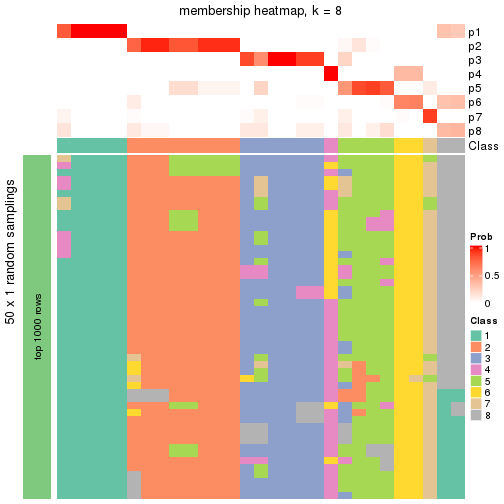 membership heatmap, k = 8
p1
p2
p3
p4
p5
p6
p7
p8
Class
50 x 1 random samplings
top 1000 rows
Prob
1
0.5
0
Class
1
2
3
4
5
6
7
8